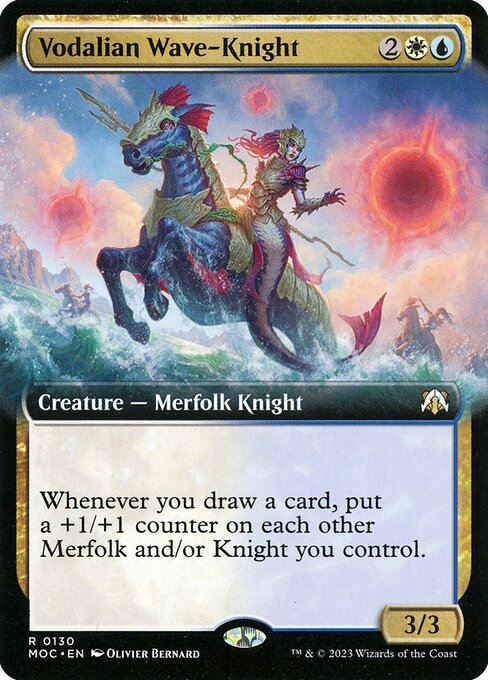 Vodalian Wave-Knight 2
Creature — Merfolk Knight
Whenever you draw a card, put
a +1/+1 counter on each other
Merfolk and/or Knight you control.
3/3
R 0130
MOC • EN Olivier Bernard
™ & © 2023 Wizards of the Coast